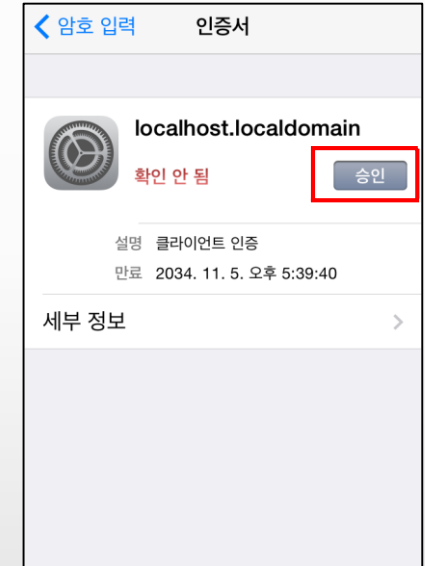 암호 입력 인증서
localhost.localdomain
확인 안 됨 승인
설명 클라이언트 인증
만료 2034. 11. 5. 오후 5:39:40
세부 정보